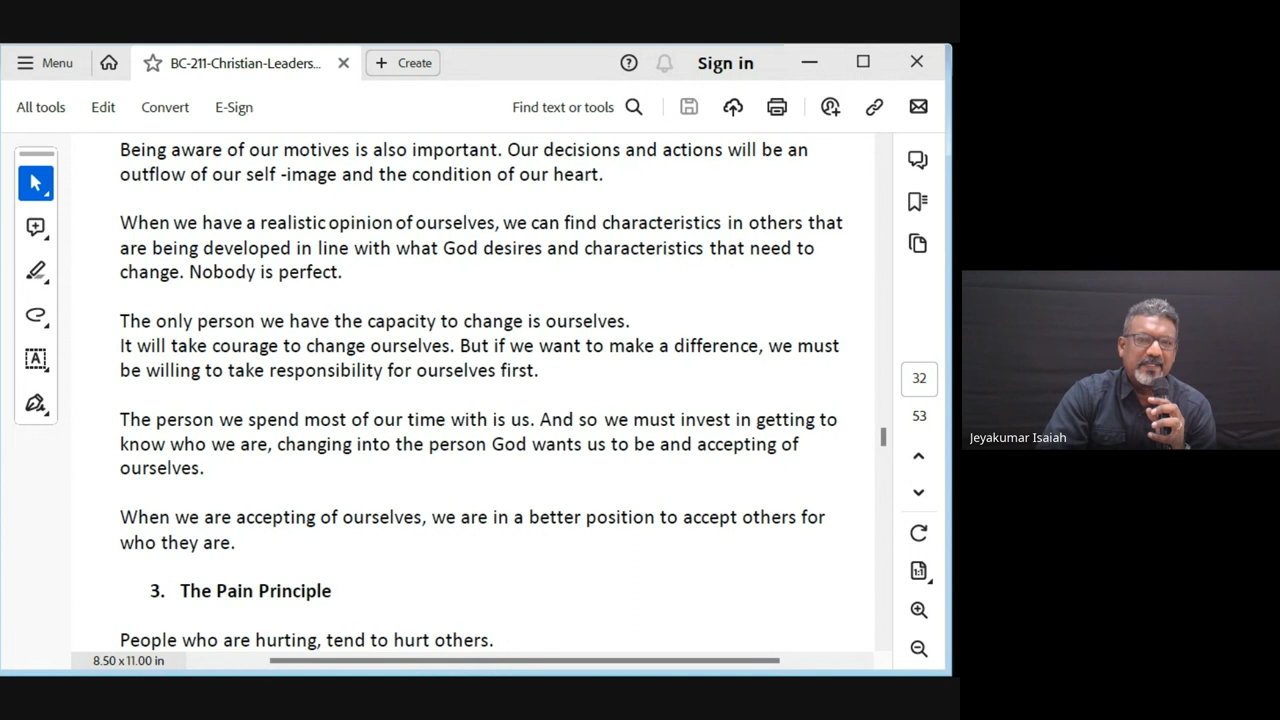 Menu
BC-211-Christian-Leaders...
Create
Sign in
All tools
Edit
Convert
E-Sign
Find text or tools
Being aware of our motives is also important. Our decisions and actions will be an
outflow of our self -image and the condition of our heart.
When we have a realistic opinion of ourselves, we can find characteristics in others that
are being developed in line with what God desires and characteristics that need to
change. Nobody is perfect.
The only person we have the capacity to change is ourselves.
It will take courage to change ourselves. But if we want to make a difference, we must
be willing to take responsibility for ourselves first.
The person we spend most of our time with is us. And so we must invest in getting to
know who we are, changing into the person God wants us to be and accepting of
ourselves.
When we are accepting of ourselves, we are in a better position to accept others for
who they are.
3. The Pain Principle
People who are hurting, tend to hurt others.
8.50 x 11.00 in
32
53
1:1
Jeyakumar Isaiah